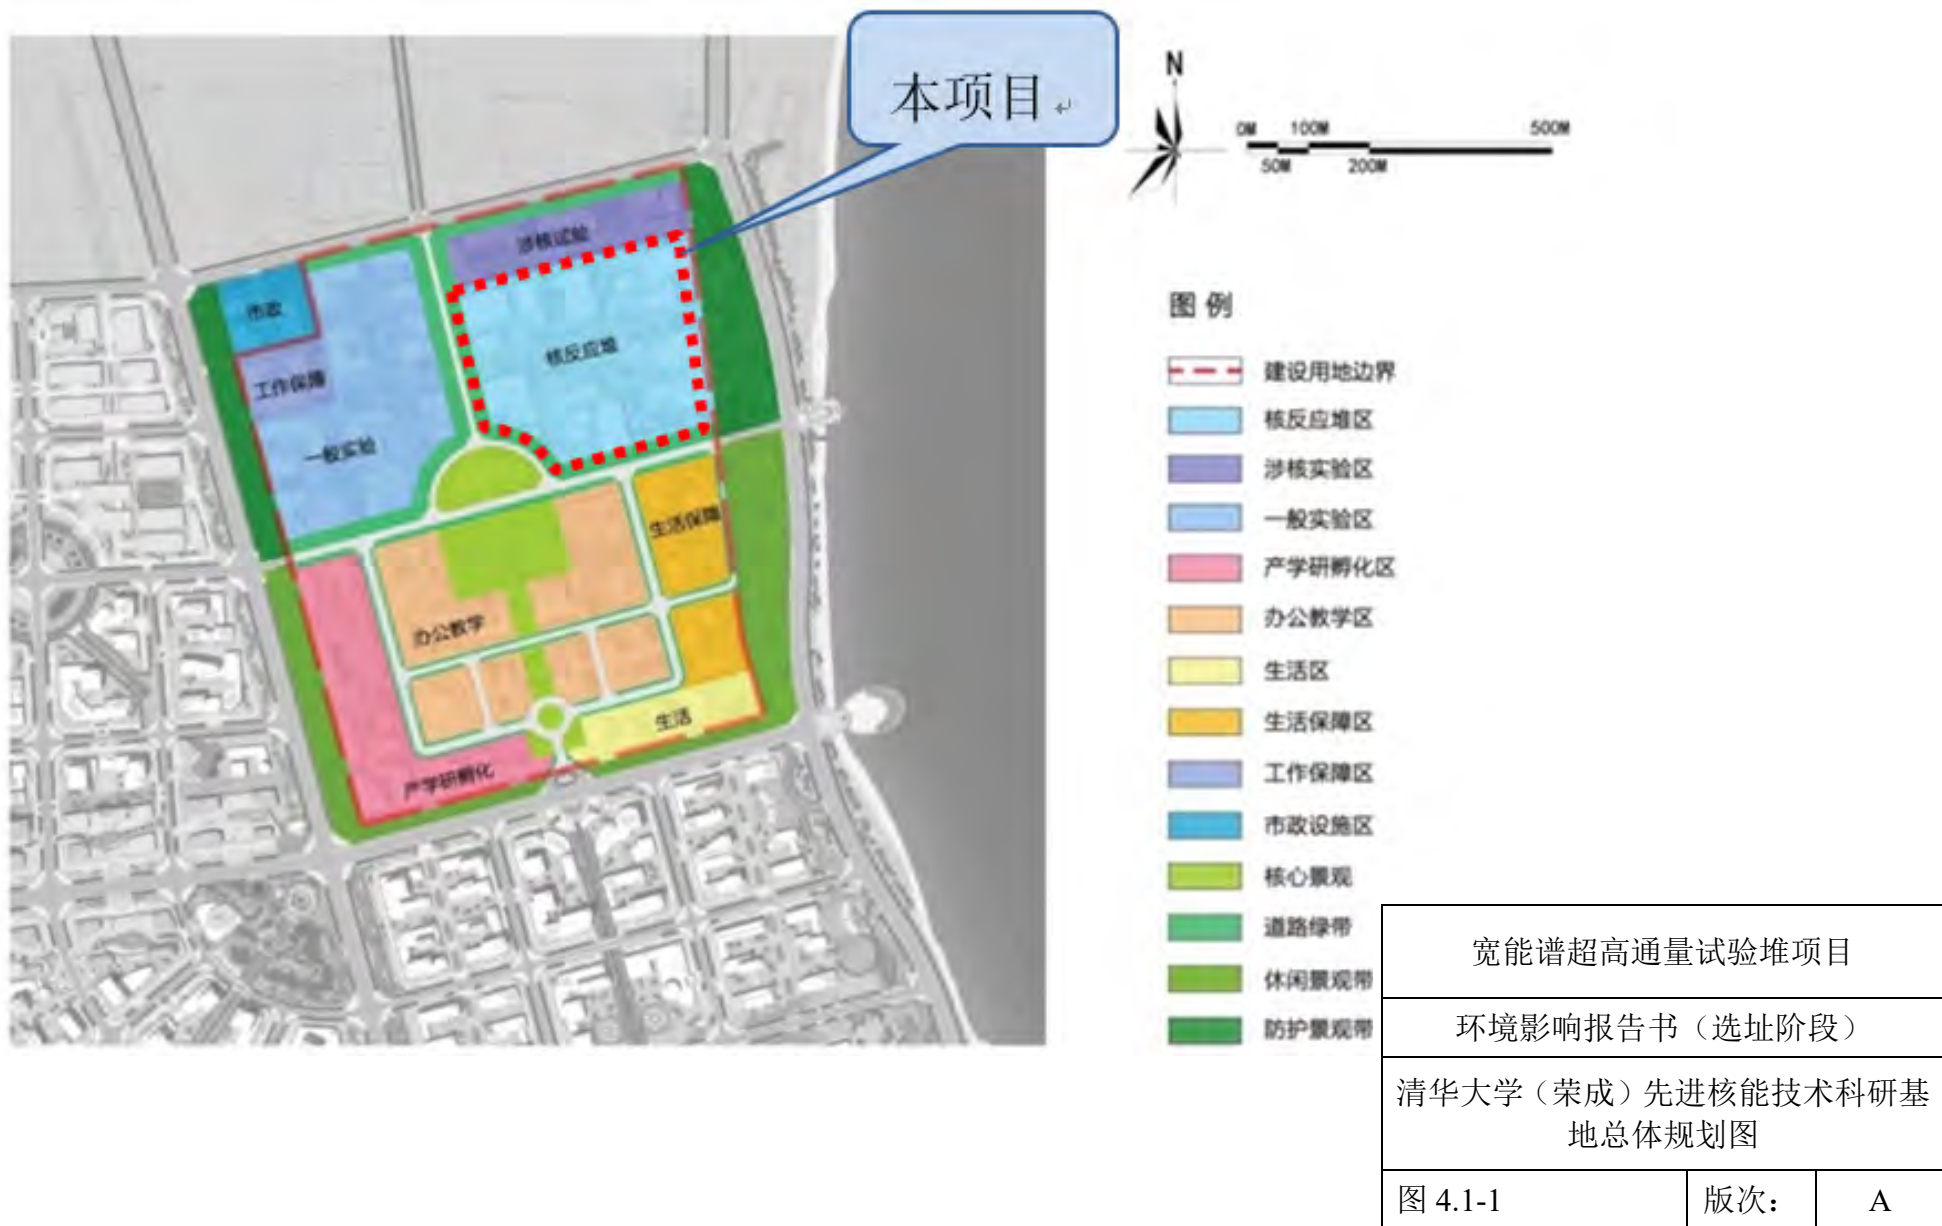 本项目
N
0M 100M 500M
50M 200M
涉核试验
市政
核反应堆
工作保障
一般实验
生活保障
办公教学
生活
产学研孵化
图 例
建设用地边界
核反应堆区
涉核实验区
一般实验区
产学研孵化区
办公教学区
生活区
生活保障区
工作保障区
市政设施区
核心景观
道路绿带
休闲景观带
防护景观带
宽能谱超高通量试验堆项目
环境影响报告书（选址阶段）
清华大学（荣成）先进核能技术科研基
地总体规划图
图 4.1-1 版次： A